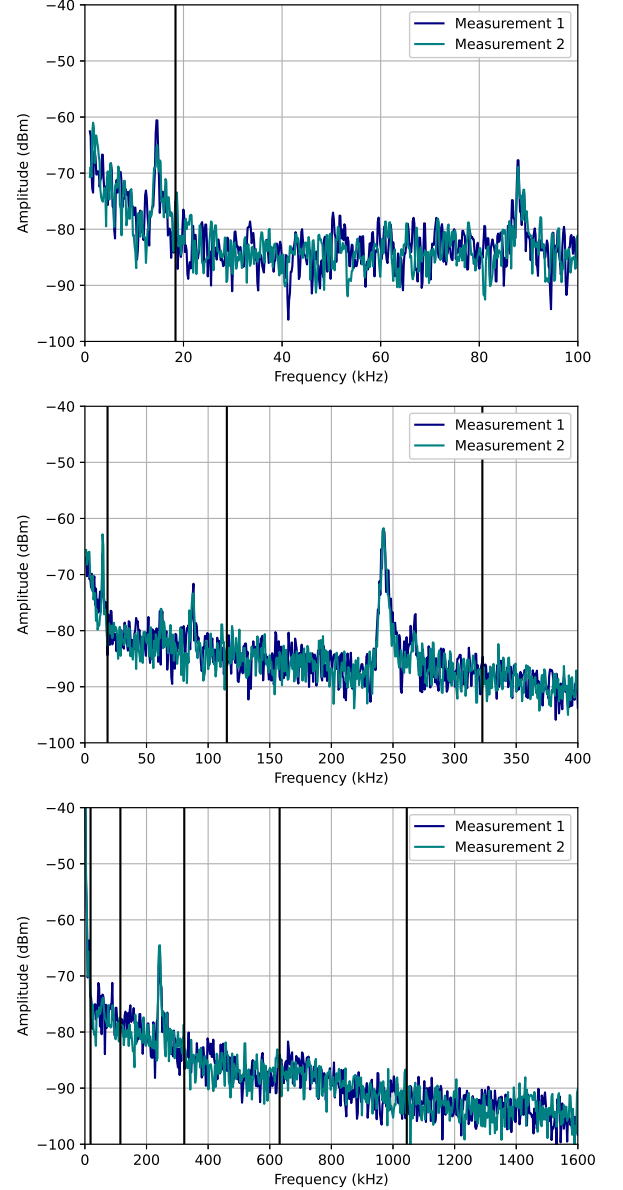 −40
−50
−60
−70
−80
−90
−100
Amplitude (dBm)
Measurement 1
Measurement 2
0 20 40 60 80 100
Frequency (kHz)
−40
−50
−60
−70
−80
−90
−100
Amplitude (dBm)
Measurement 1
Measurement 2
0 50 100 150 200 250 300 350 400
Frequency (kHz)
−40
−50
−60
−70
−80
−90
−100
Amplitude (dBm)
Measurement 1
Measurement 2
0 200 400 600 800 1000 1200 1400 1600
Frequency (kHz)